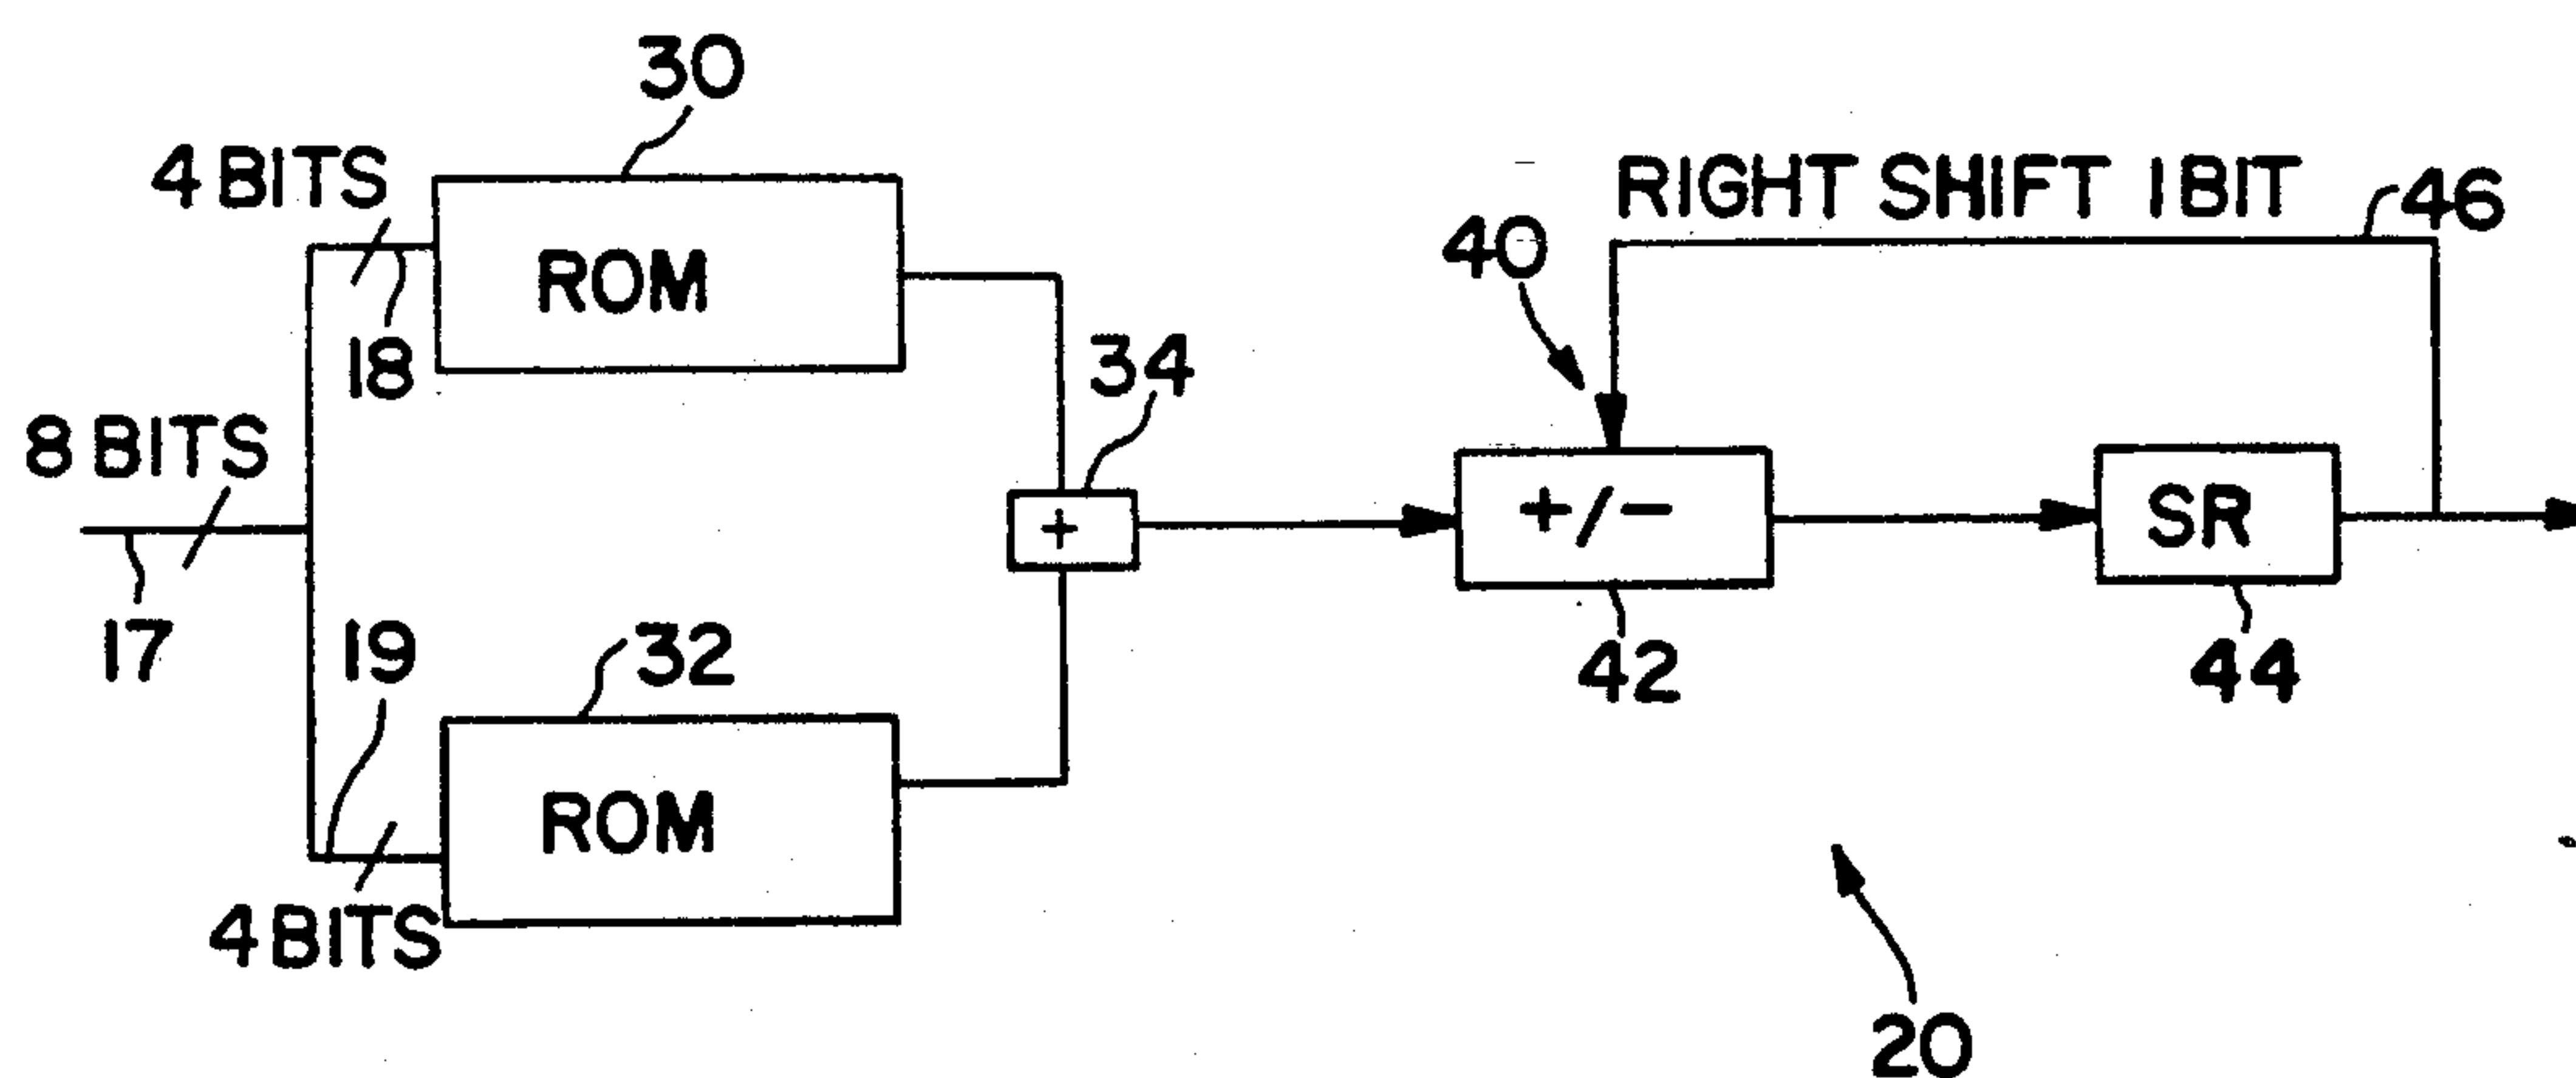 30
4 BITS
RIGHT SHIFT 1 BIT
46
40
ROM
18
34
8 BITS
+
+/-
SR
17
19
32
42
44
ROM
4 BITS
20